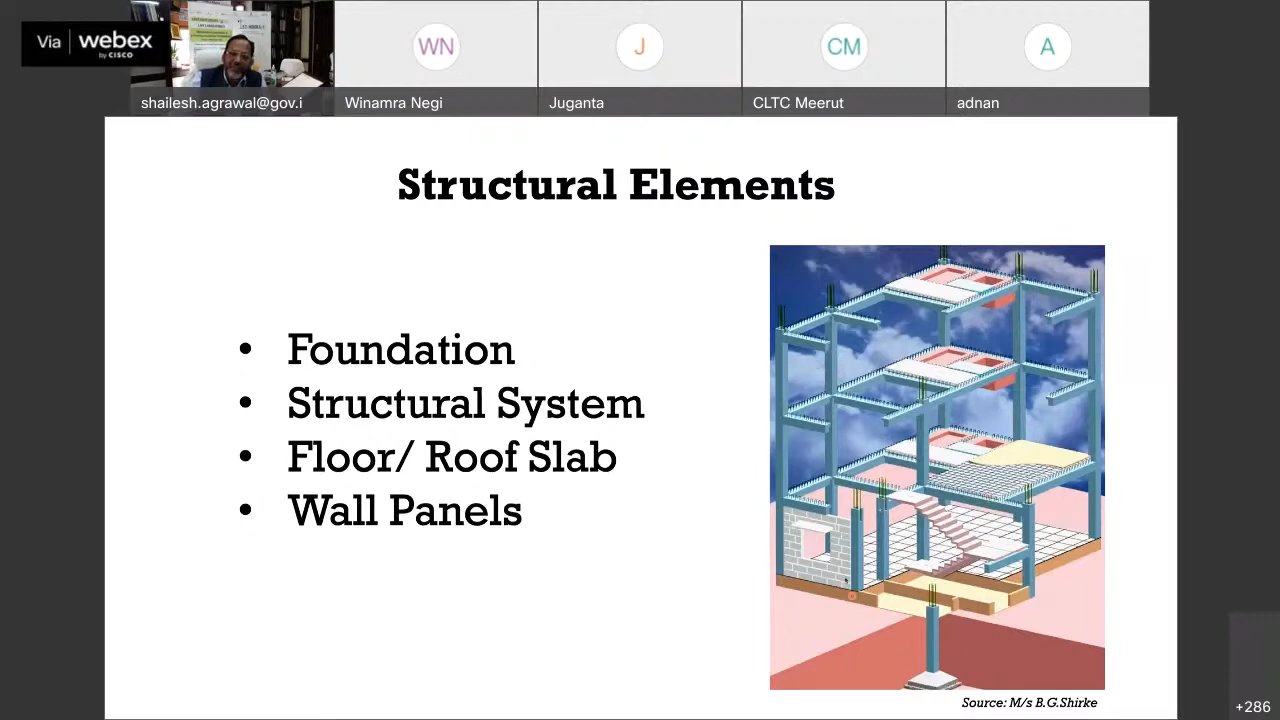 Via webex
by CISCO
WN
J
CM
A
shailesh.agrawal@gov.i
Winamra Negi
Juganta
CLTC Meerut
adnan
Structural Elements
• Foundation
• Structural System
• Floor/ Roof Slab
• Wall Panels
Source: M/s B.G.Shirke
+286